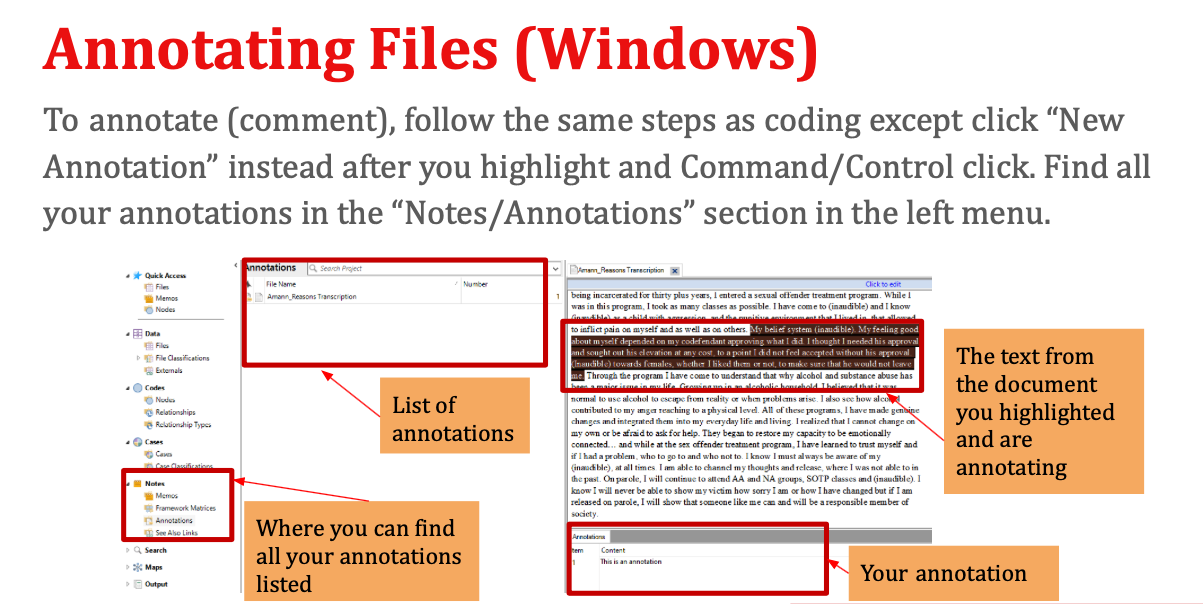 Annotating Files (Windows)
To annotate (comment), follow the same steps as coding except click “New
Annotation” instead after you highlight and Command/Control click. Find all
your annotations in the “Notes/Annotations” section in the left menu.
Quick Access
Files
Memos
Nodes
Data
Files
File Classifications
Externals
Codes
Nodes
Relationships
Relationship Types
Cases
Cases
Case Classifications
Notes
Memos
Framework Matrices
Annotations
See Also Links
Search
Maps
Output
Annotations
Search Project
File Name
Number
Amann_Reasons Transcription
1
List of
annotations
Where you can find
all your annotations
listed
Amann_Reasons Transcription
Click to edit
being incarcerated for thirty plus years, I entered a sexual offender treatment program. While I
was in this program, I took as many classes as possible. I have come to (inaudible) and I know
(inaudible) as a child with aggression, and the punitive environment that I lived in, that allowed
to inflict pain on myself and as well as on others. My belief system (inaudible). My feeling good
about myself depended on my codefendant approving what I did. I thought I needed his approval
and sought out his elevation at any cost, to a point I did not feel accepted without his approval.
(inaudible) towards females, whether I liked them or not, to make sure that he would not leave
me. Through the program I have come to understand that why alcohol and substance abuse has
been a major issue in my life. Growing up in an alcoholic household, I believed that it was
normal to use alcohol to escape from reality or when problems arise. I also see how alcohol
contributed to my anger reaching to a physical level. All of these programs, I have made genuine
changes and integrated them into my everyday life and living. I realized that I cannot change on
my own or be afraid to ask for help. They began to restore my capacity to be emotionally
connected… and while at the sex offender treatment program, I have learned to trust myself and
if I had a problem, who to go to and who not to. I know I must always be aware of my
(inaudible), at all times. I am able to channel my thoughts and release, where I was not able to in
the past. On parole, I will continue to attend AA and NA groups, SOTP classes and (inaudible). I
know I will never be able to show my victim how sorry I am or how I have changed but if I am
released on parole, I will show that someone like me can and will be a responsible member of
society.
The text from
the document
you highlighted
and are
annotating
Annotations
Item
Content
1
This is an annotation
Your annotation